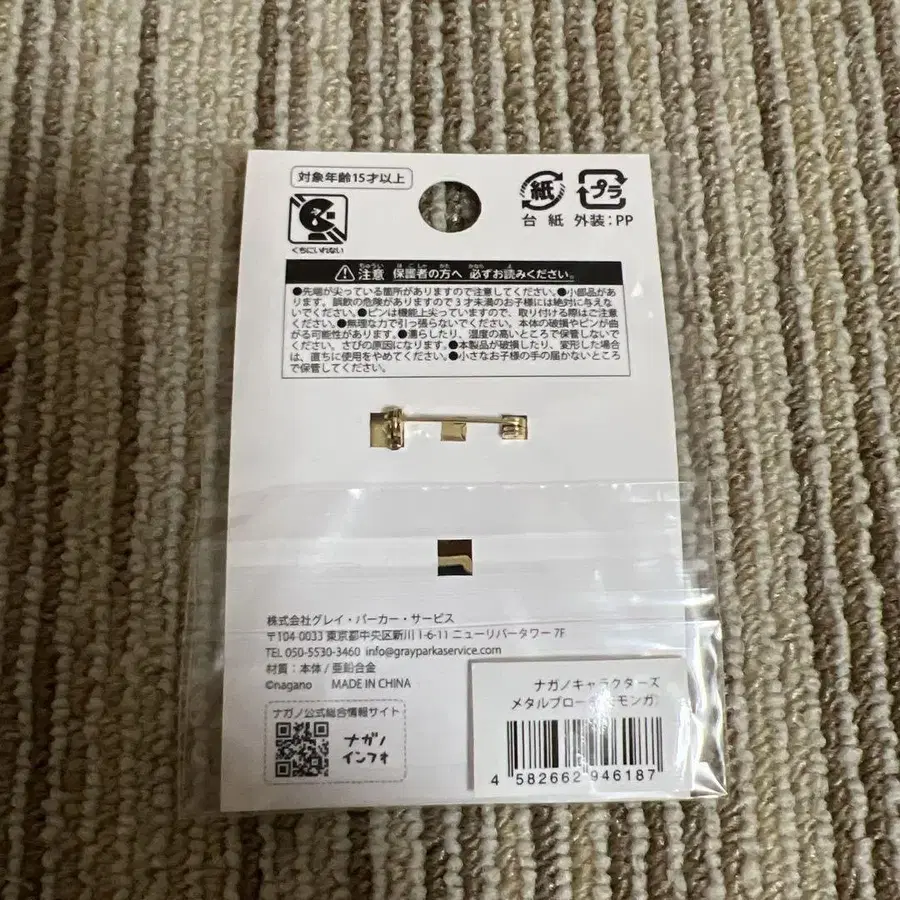 対象年齢15才以上
くちにいれない
紙
プラ
台 紙 外装:PP
注意 保護者の方へ 必ずお読みください。
●先端が尖っている箇所がありますので注意してください。●小部品があ
ります。誤飲の危険がありますので3才未満のお子様には絶対に与えな
いでください。●ピンは機能上尖っていますので、取り付ける際はご注意
ください。●無理な力で引っ張らないでください。本体の破損やピンが曲
がる可能性があります。●濡らしたり、湿度の高いところで保管しないで
ください。さびの原因になります。●本製品が破損したり、変形した場合
は、直ちに使用をやめてください。●小さなお子様の手の届かないところ
で保管してください。
株式会社グレイ・パーカー・サービス
〒104-0033 東京都中央区新川1-6-11 ニューリバータワー 7F
TEL 050-5530-3460 info@grayparkaservice.com
材質:本体/亜鉛合金
©nagano MADE IN CHINA
ナガノ公式総合情報サイト
ナガノ
インフォ
ナガノキャラクターズ
メタルブロー モンガ
4 582662 946187